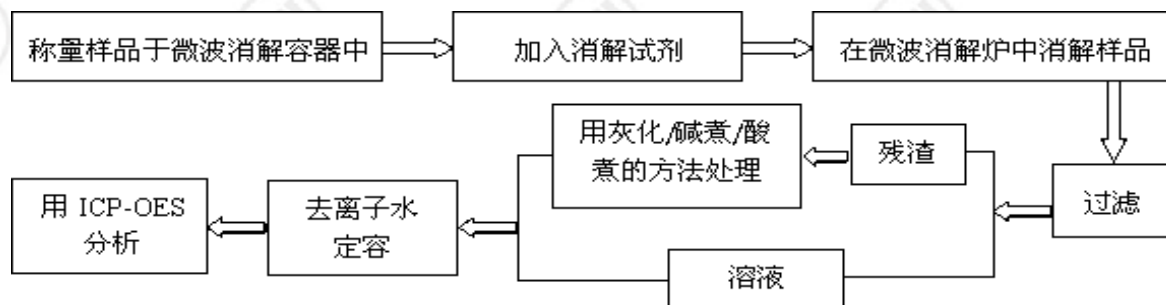 称量样品于微波消解容器中
加入消解试剂
在微波消解炉中消解样品
过滤
残渣
用灰化/碱煮/酸
煮的方法处理
溶液
去离子水
定容
用 ICP-OES
分析